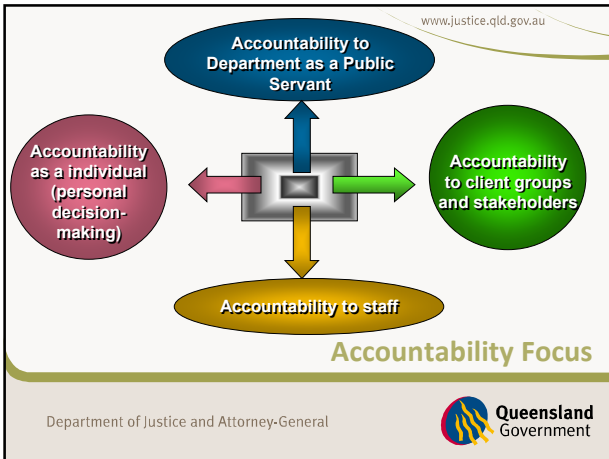 www.justice.qld.gov.au
Accountability to
Department as a Public
Servant
Accountability
as a individual
(personal
decision-
making)
Accountability
to client groups
and stakeholders
Accountability to staff
Accountability Focus
Department of Justice and Attorney-General
Queensland
Government